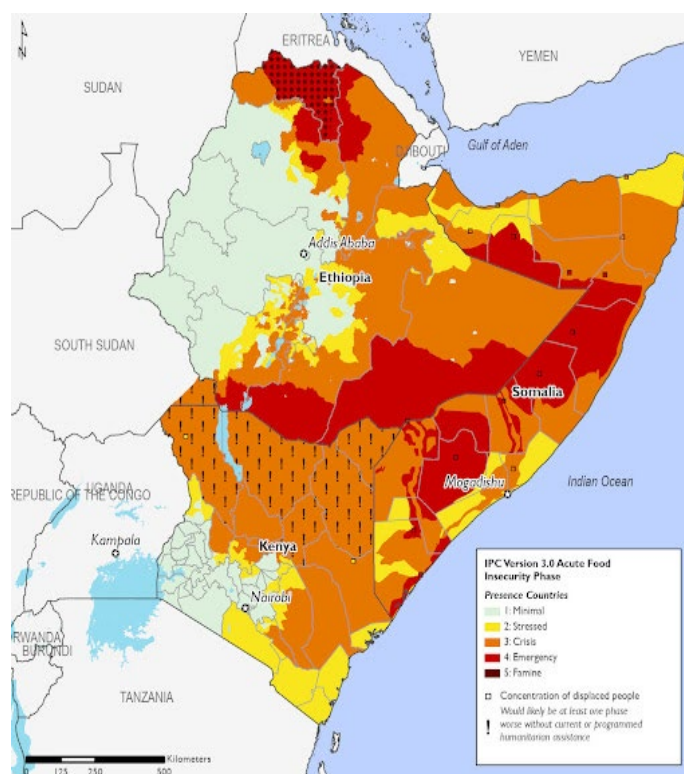 N
ERITREA
YEMEN
SUDAN
DJIBOUTI
Gulf of Aden
Addis Ababa
Ethiopia
SOUTH SUDAN
Somalia
UGANDA
REPUBLIC OF THE CONGO
Mogadishu
Indian Ocean
Kampala
Kenya
Nairobi
RWANDA
BURUNDI
TANZANIA
IPC Version 3.0 Acute Food
Insecurity Phase
Presence Countries
1: Minimal
2: Stressed
3: Crisis
4: Emergency
5: Famine
Concentration of displaced people
Would likely be at least one phase
! worse without current or programmed
humanitarian assistance
Kilometers
0 125 250 500